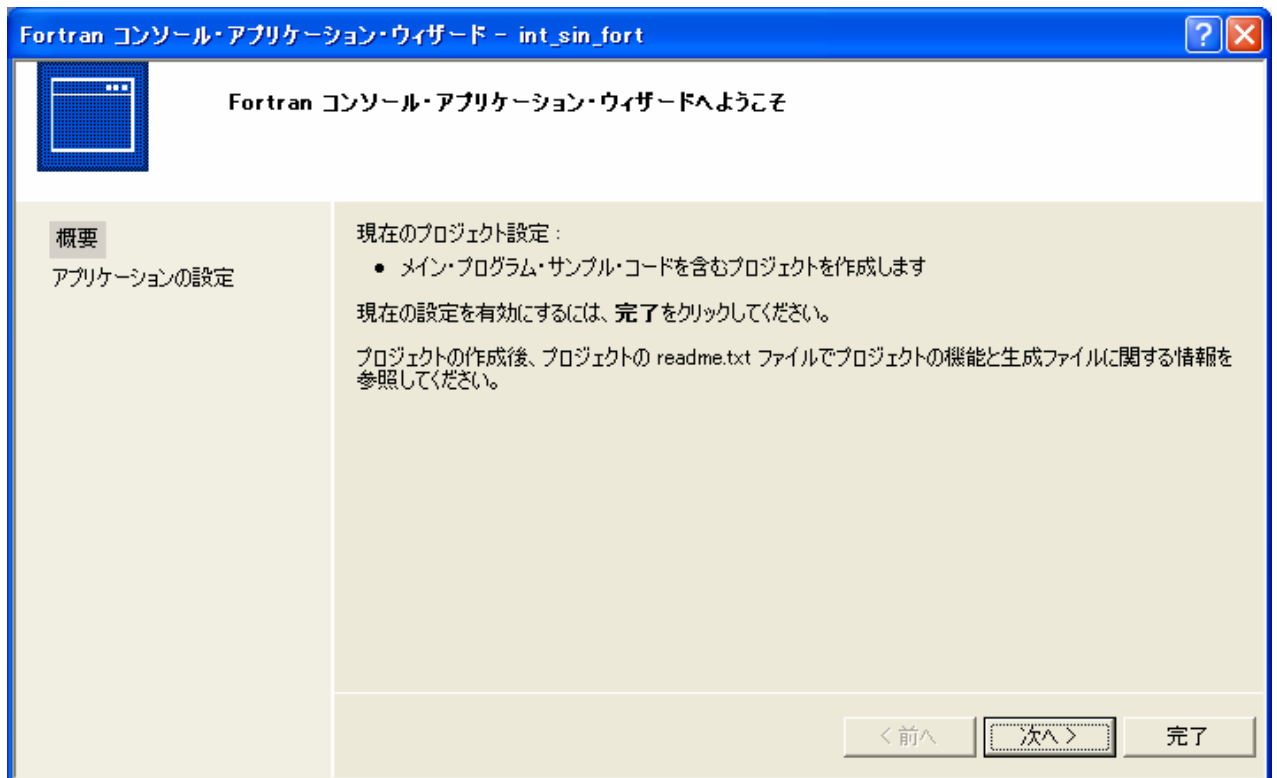 Fortran コンソール・アプリケーション・ウィザード - int_sin_fort
Fortran コンソール・アプリケーション・ウィザードへようこそ
概要
アプリケーションの設定
現在のプロジェクト設定:
• メイン・プログラム・サンプル・コードを含むプロジェクトを作成します
現在の設定を有効にするには、完了をクリックしてください。
プロジェクトの作成後、プロジェクトの readme.txt ファイルでプロジェクトの機能と生成ファイルに関する情報を
参照してください。
< 前へ
次へ >
完了